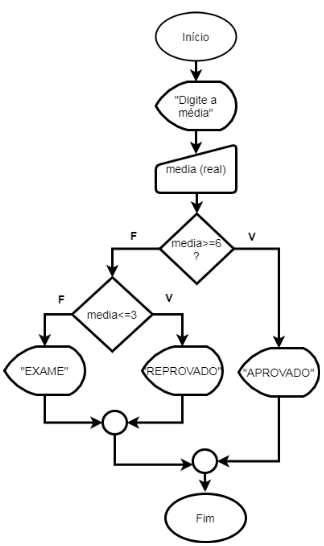 Início
"Digite a
média"
media (real)
media>=6
?
F
V
media<=3
F
V
"EXAME"
REPROVADO"
"APROVADO"
Fim